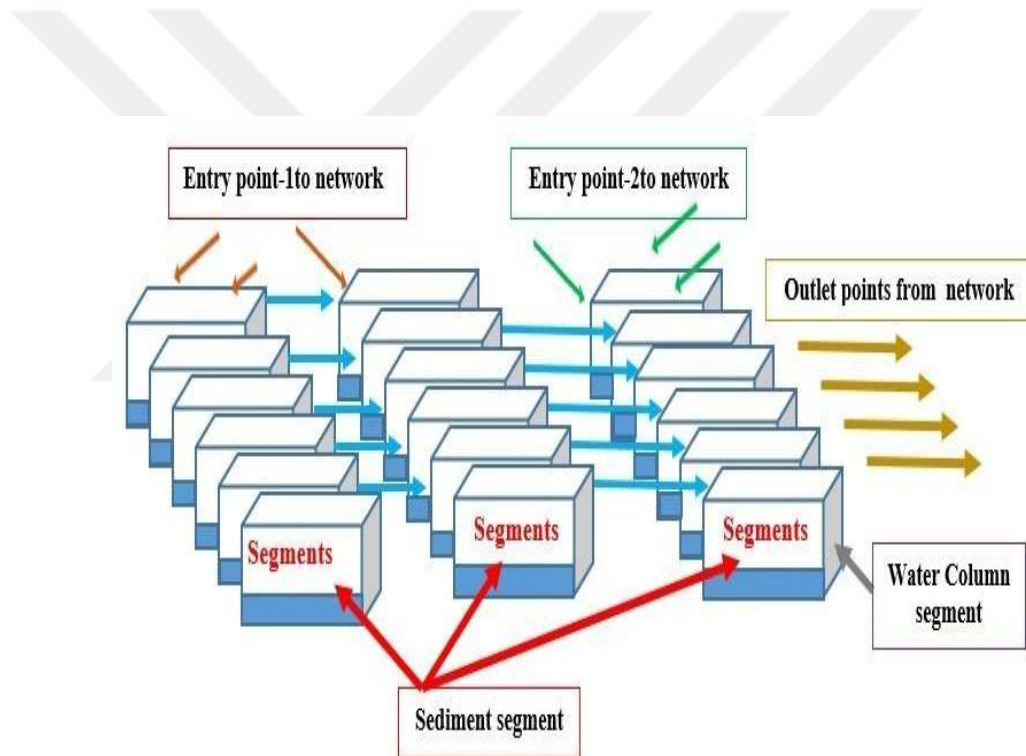 Entry point-1to network
Entry point-2to network
Outlet points from network
Segments
Segments
Segments
Water Column
segment
Sediment segment